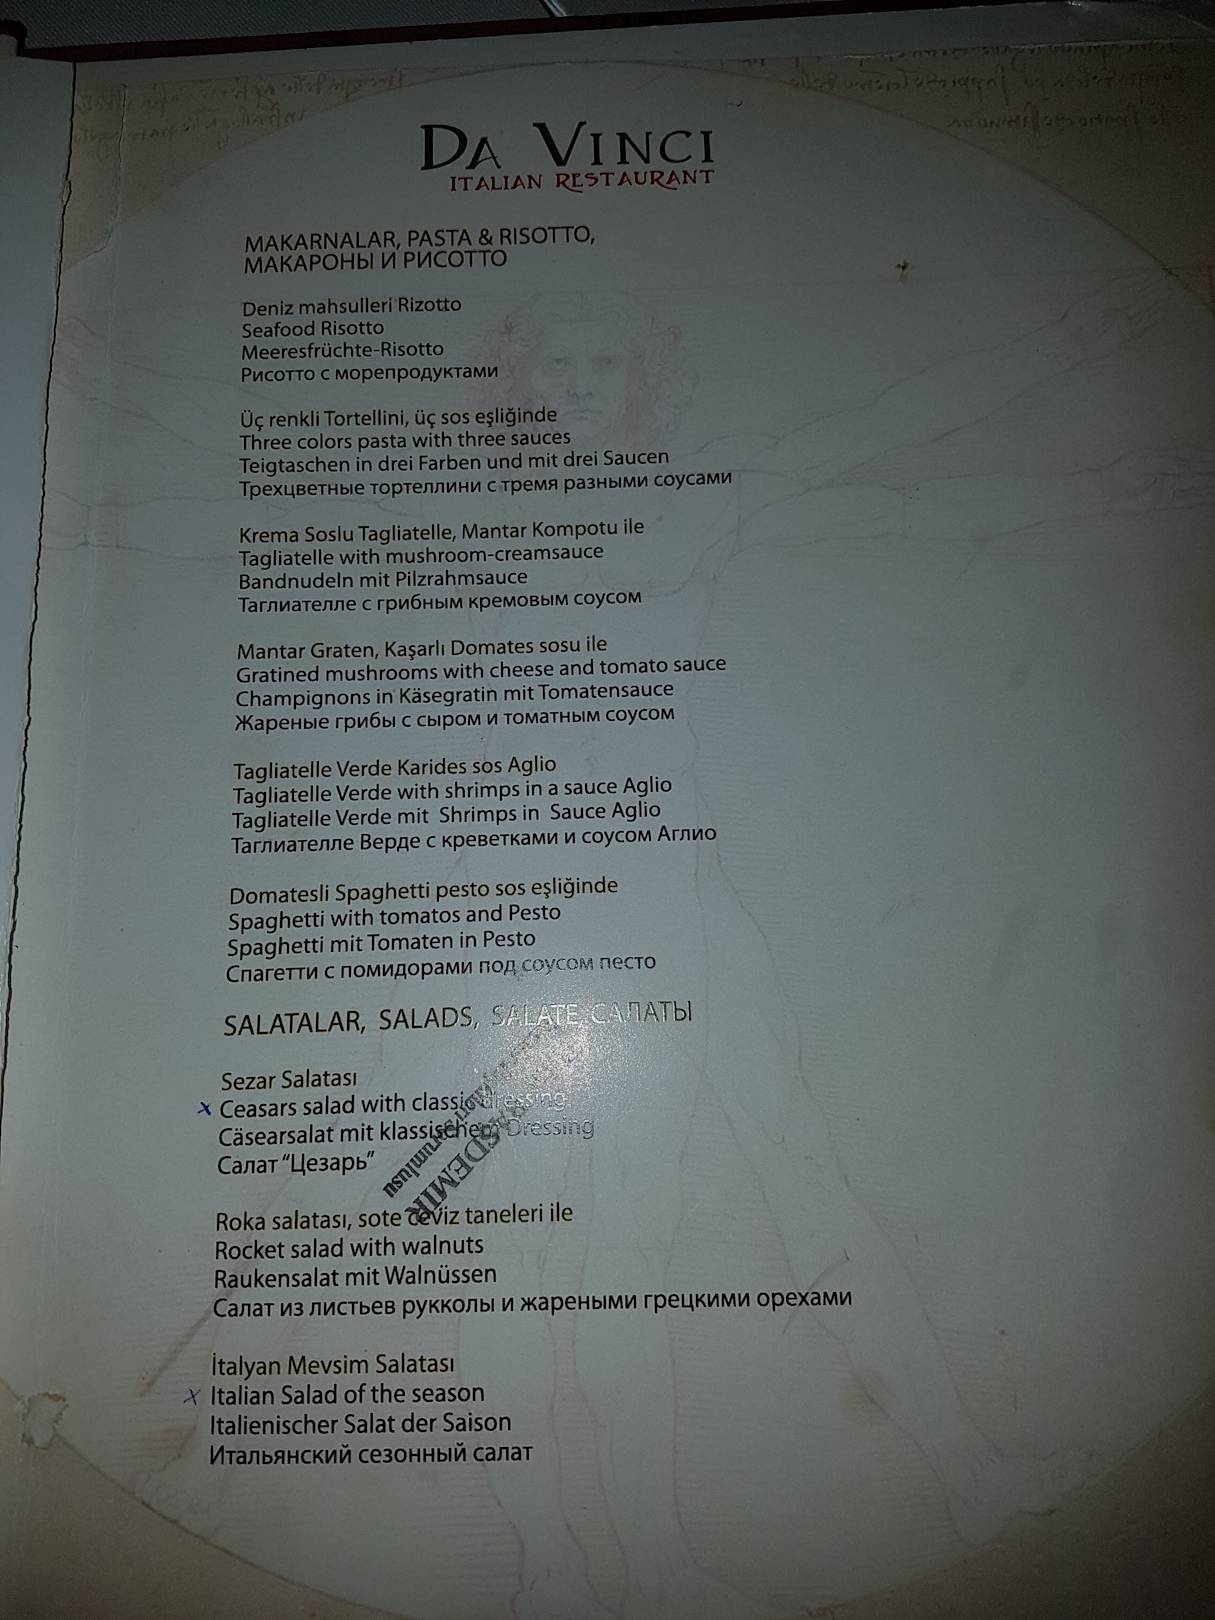 DA VINCI
ITALIAN RESTAURANT
MAKARNALAR, PASTA & RISOTTO,
МАКАРОНЫ И РИСОТТО
Deniz mahsulleri Rizotto
Seafood Risotto
Meeresfrüchte-Risotto
Рисотто с морепродуктами
Üç renkli Tortellini, üç sos eşliğinde
Three colors pasta with three sauces
Teigtaschen in drei Farben und mit drei Saucen
Трехцветные тортеллини с тремя разными соусами
Krema Soslu Tagliatelle, Mantar Kompotu ile
Tagliatelle with mushroom-creamsauce
Bandnudeln mit Pilzrahmsauce
Таглиателле с грибным кремовым соусом
Mantar Graten, Kaşarlı Domates sosu ile
Gratined mushrooms with cheese and tomato sauce
Champignons in Käsegratin mit Tomatensauce
Жареные грибы с сыром и томатным соусом
Tagliatelle Verde Karides sos Aglio
Tagliatelle Verde with shrimps in a sauce Aglio
Tagliatelle Verde mit Shrimps in Sauce Aglio
Таглиателле Верде с креветками и соусом Аглио
Domatesli Spaghetti pesto sos eşliğinde
Spaghetti with tomatos and Pesto
Spaghetti mit Tomaten in Pesto
Спагетти с помидорами под соусом песто
SALATALAR, SALADS, SALATE, САЛАТЫ
Sezar Salatası
x Ceasars salad with classic dressing
Cäsearsalat mit klassischem Dressing
Салат “Цезарь”
Roka salatası, sote ceviz taneleri ile
Rocket salad with walnuts
Raukensalat mit Walnüssen
Салат из листьев рукколы и жареными грецкими орехами
İtalyan Mevsim Salatası
x Italian Salad of the season
Italienischer Salat der Saison
Итальянский сезонный салат